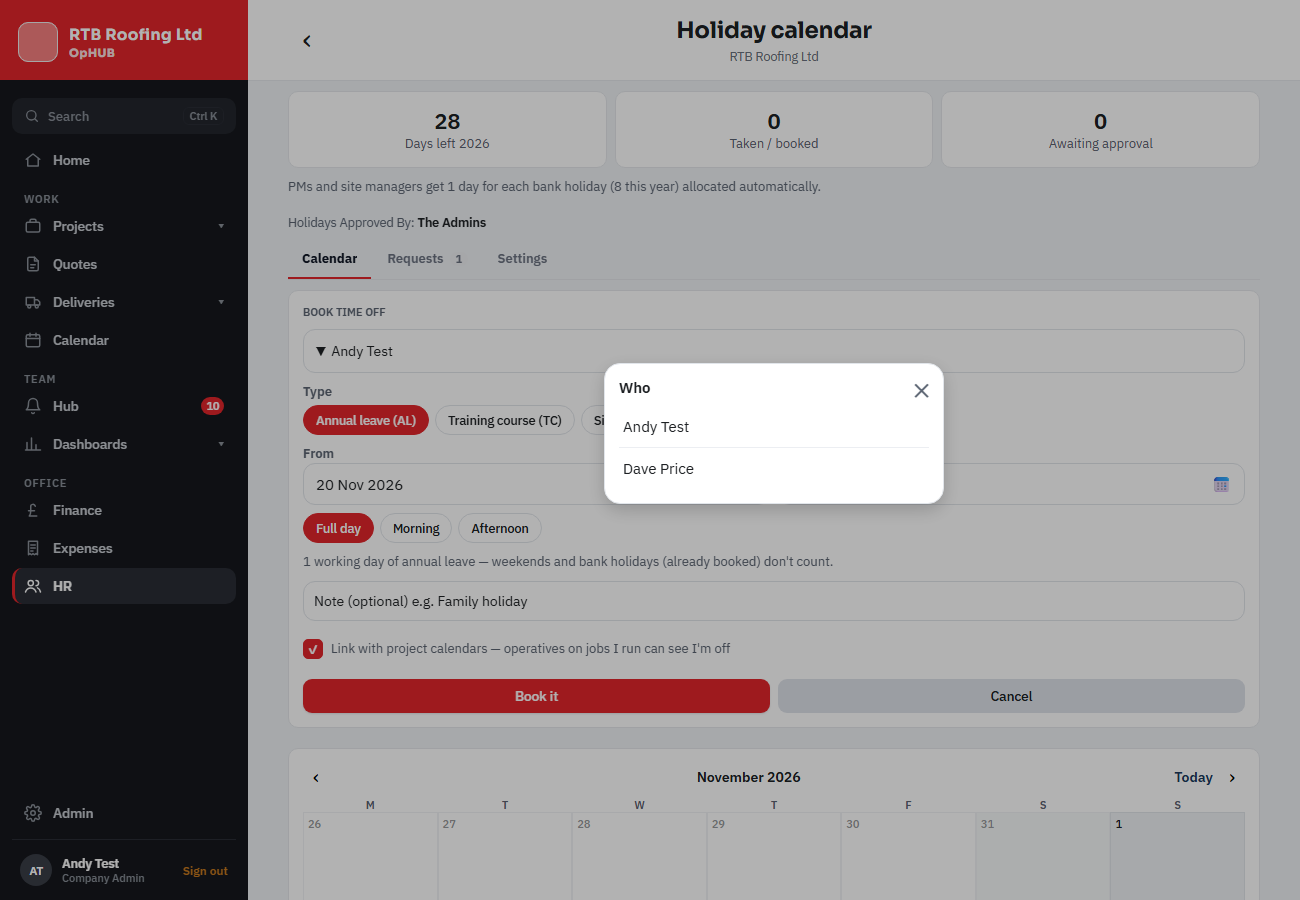 RTB Roofing Ltd
OpHUB
Search Ctrl K
Home
WORK
Projects
Quotes
Deliveries
Calendar
TEAM
Hub 10
Dashboards
OFFICE
Finance
Expenses
HR
Admin
AT Andy Test
Company Admin
Sign out
Holiday calendar
RTB Roofing Ltd
28 0 0
Days left 2026 Taken / booked Awaiting approval
PMs and site managers get 1 day for each bank holiday (8 this year) allocated automatically.
Holidays Approved By: The Admins
Calendar Requests 1 Settings
BOOK TIME OFF
Andy Test
Type
Annual leave (AL) Training course (TC) Si
From
20 Nov 2026
Full day Morning Afternoon
1 working day of annual leave — weekends and bank holidays (already booked) don't count.
Note (optional) e.g. Family holiday
Link with project calendars — operatives on jobs I run can see I'm off
Book it Cancel
Who
Andy Test
Dave Price
November 2026 Today
M T W T F S S
26 27 28 29 30 31 1